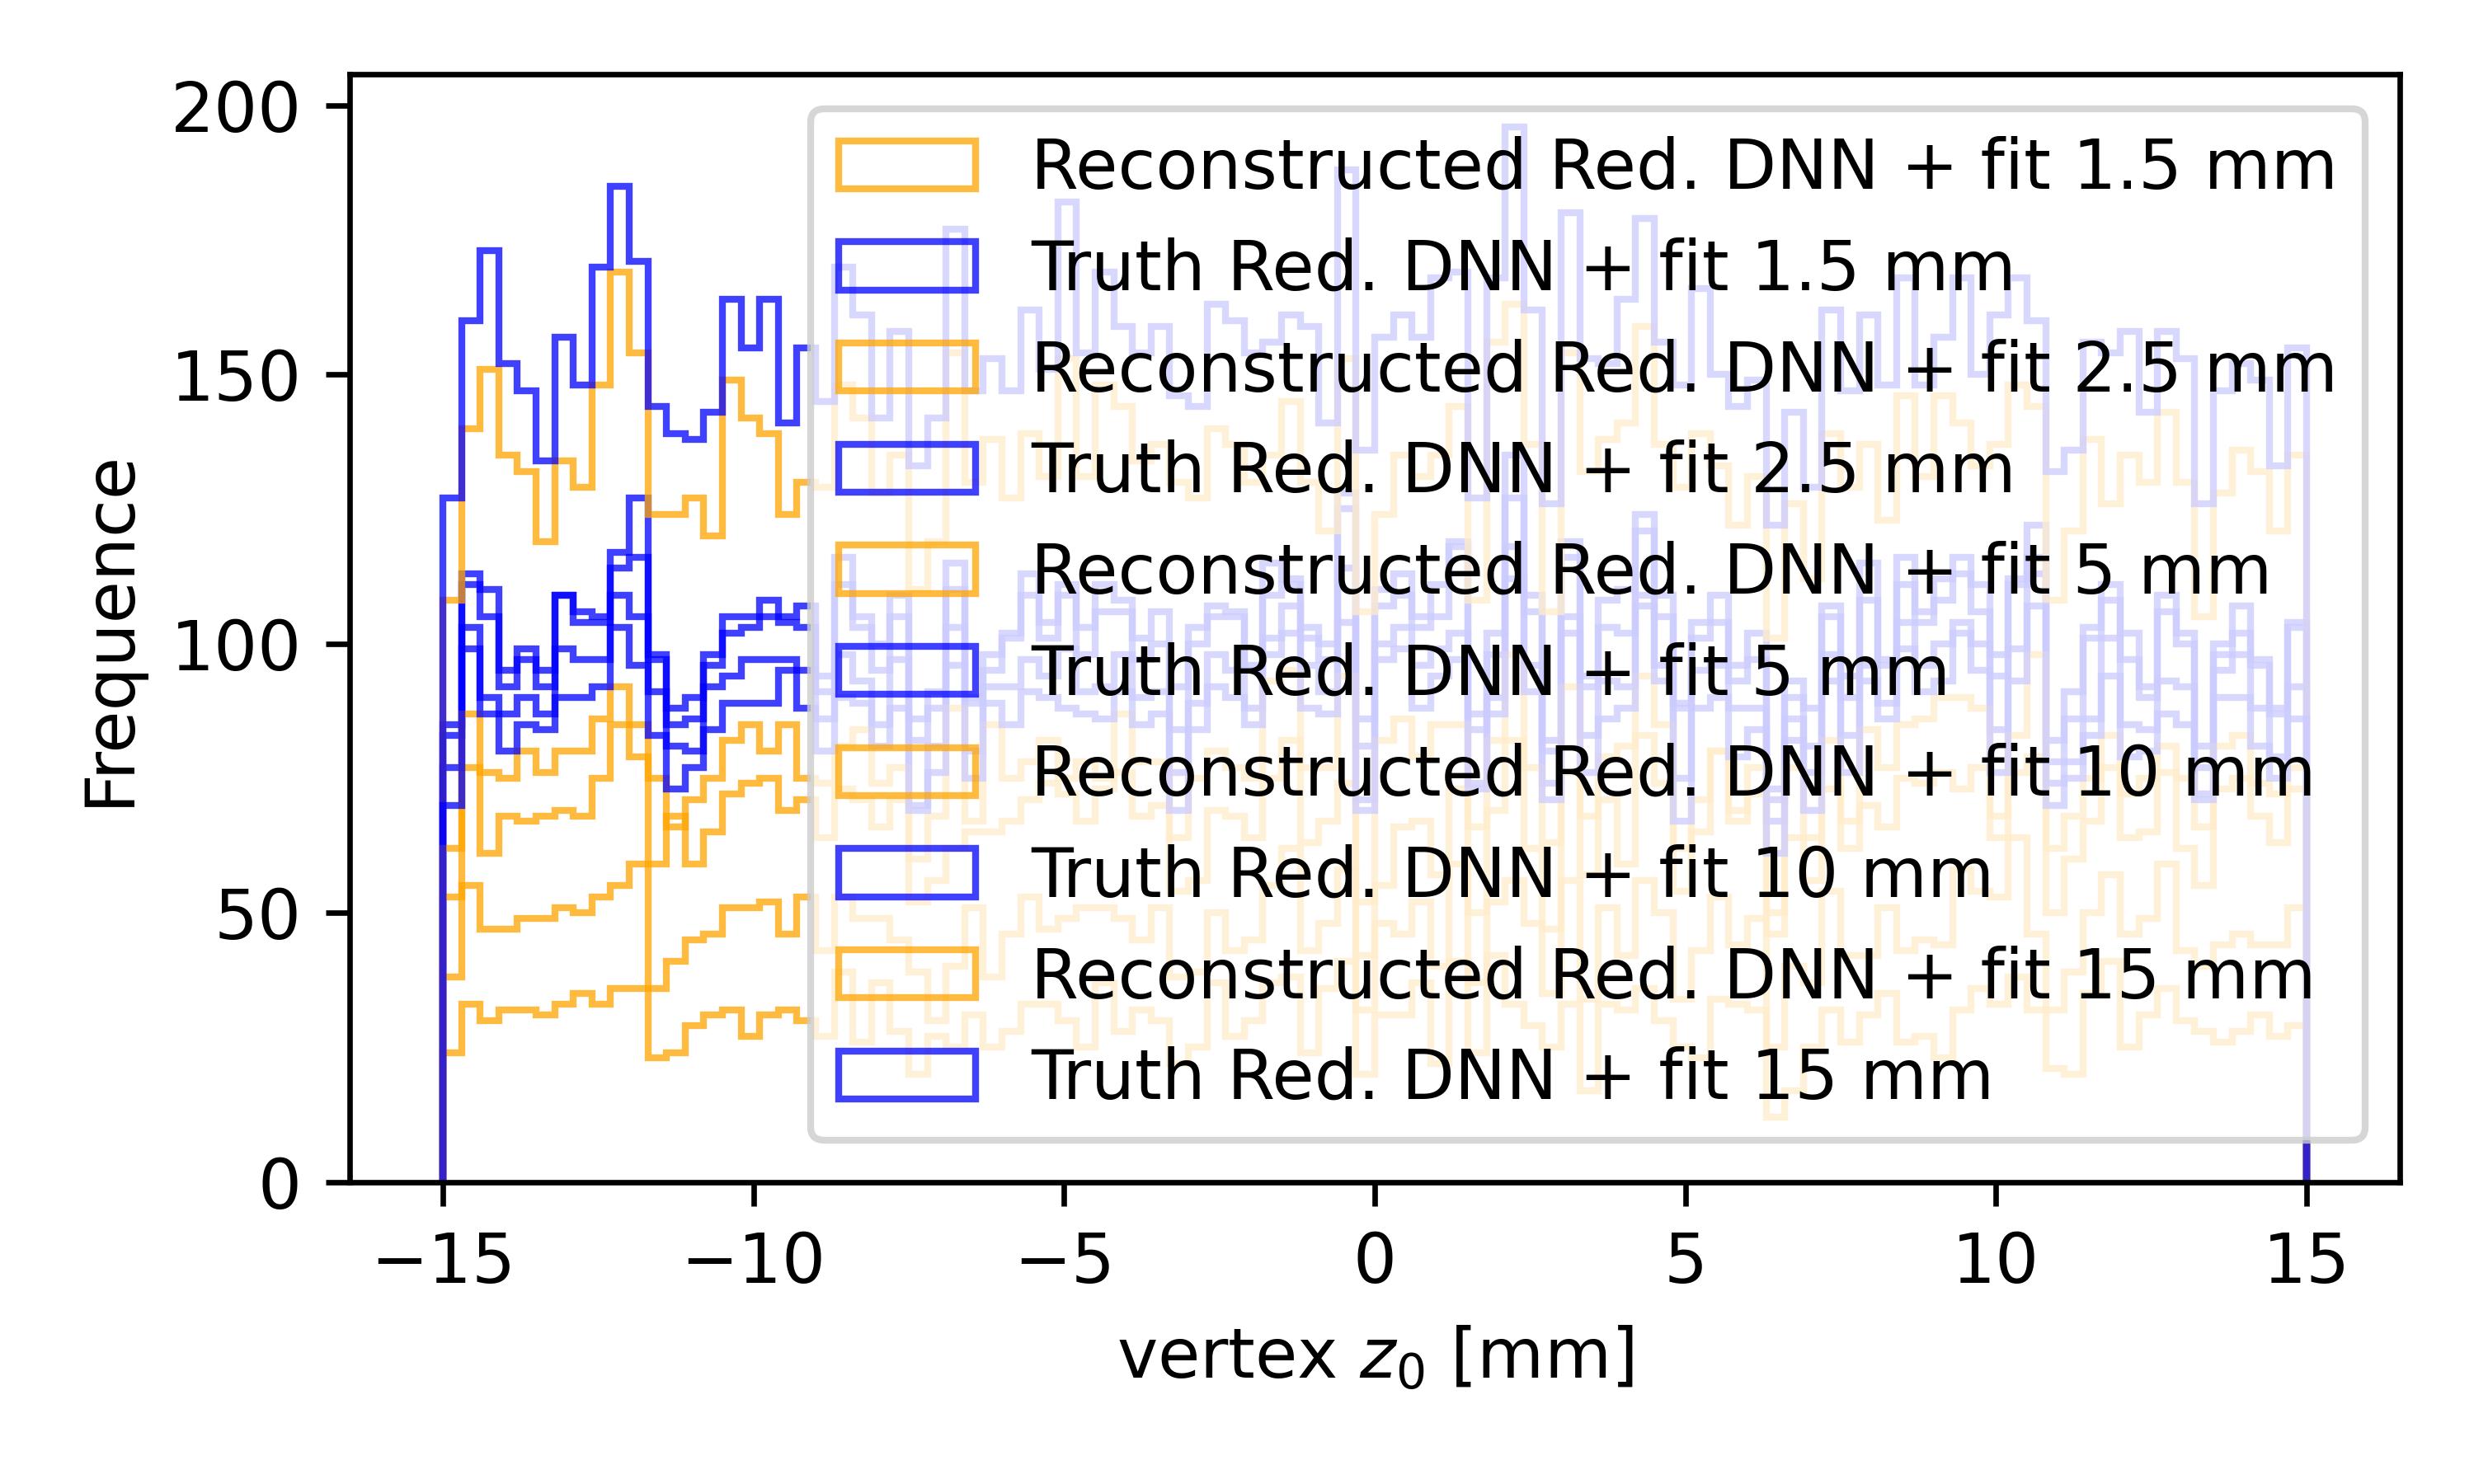 200
150
100
50
0
Frequence
Reconstructed Red. DNN + fit 1.5 mm
Truth Red. DNN + fit 1.5 mm
Reconstructed Red. DNN + fit 2.5 mm
Truth Red. DNN + fit 2.5 mm
Reconstructed Red. DNN + fit 5 mm
Truth Red. DNN + fit 5 mm
Reconstructed Red. DNN + fit 10 mm
Truth Red. DNN + fit 10 mm
Reconstructed Red. DNN + fit 15 mm
Truth Red. DNN + fit 15 mm
−15 −10 −5 0 5 10 15
vertex z₀ [mm]